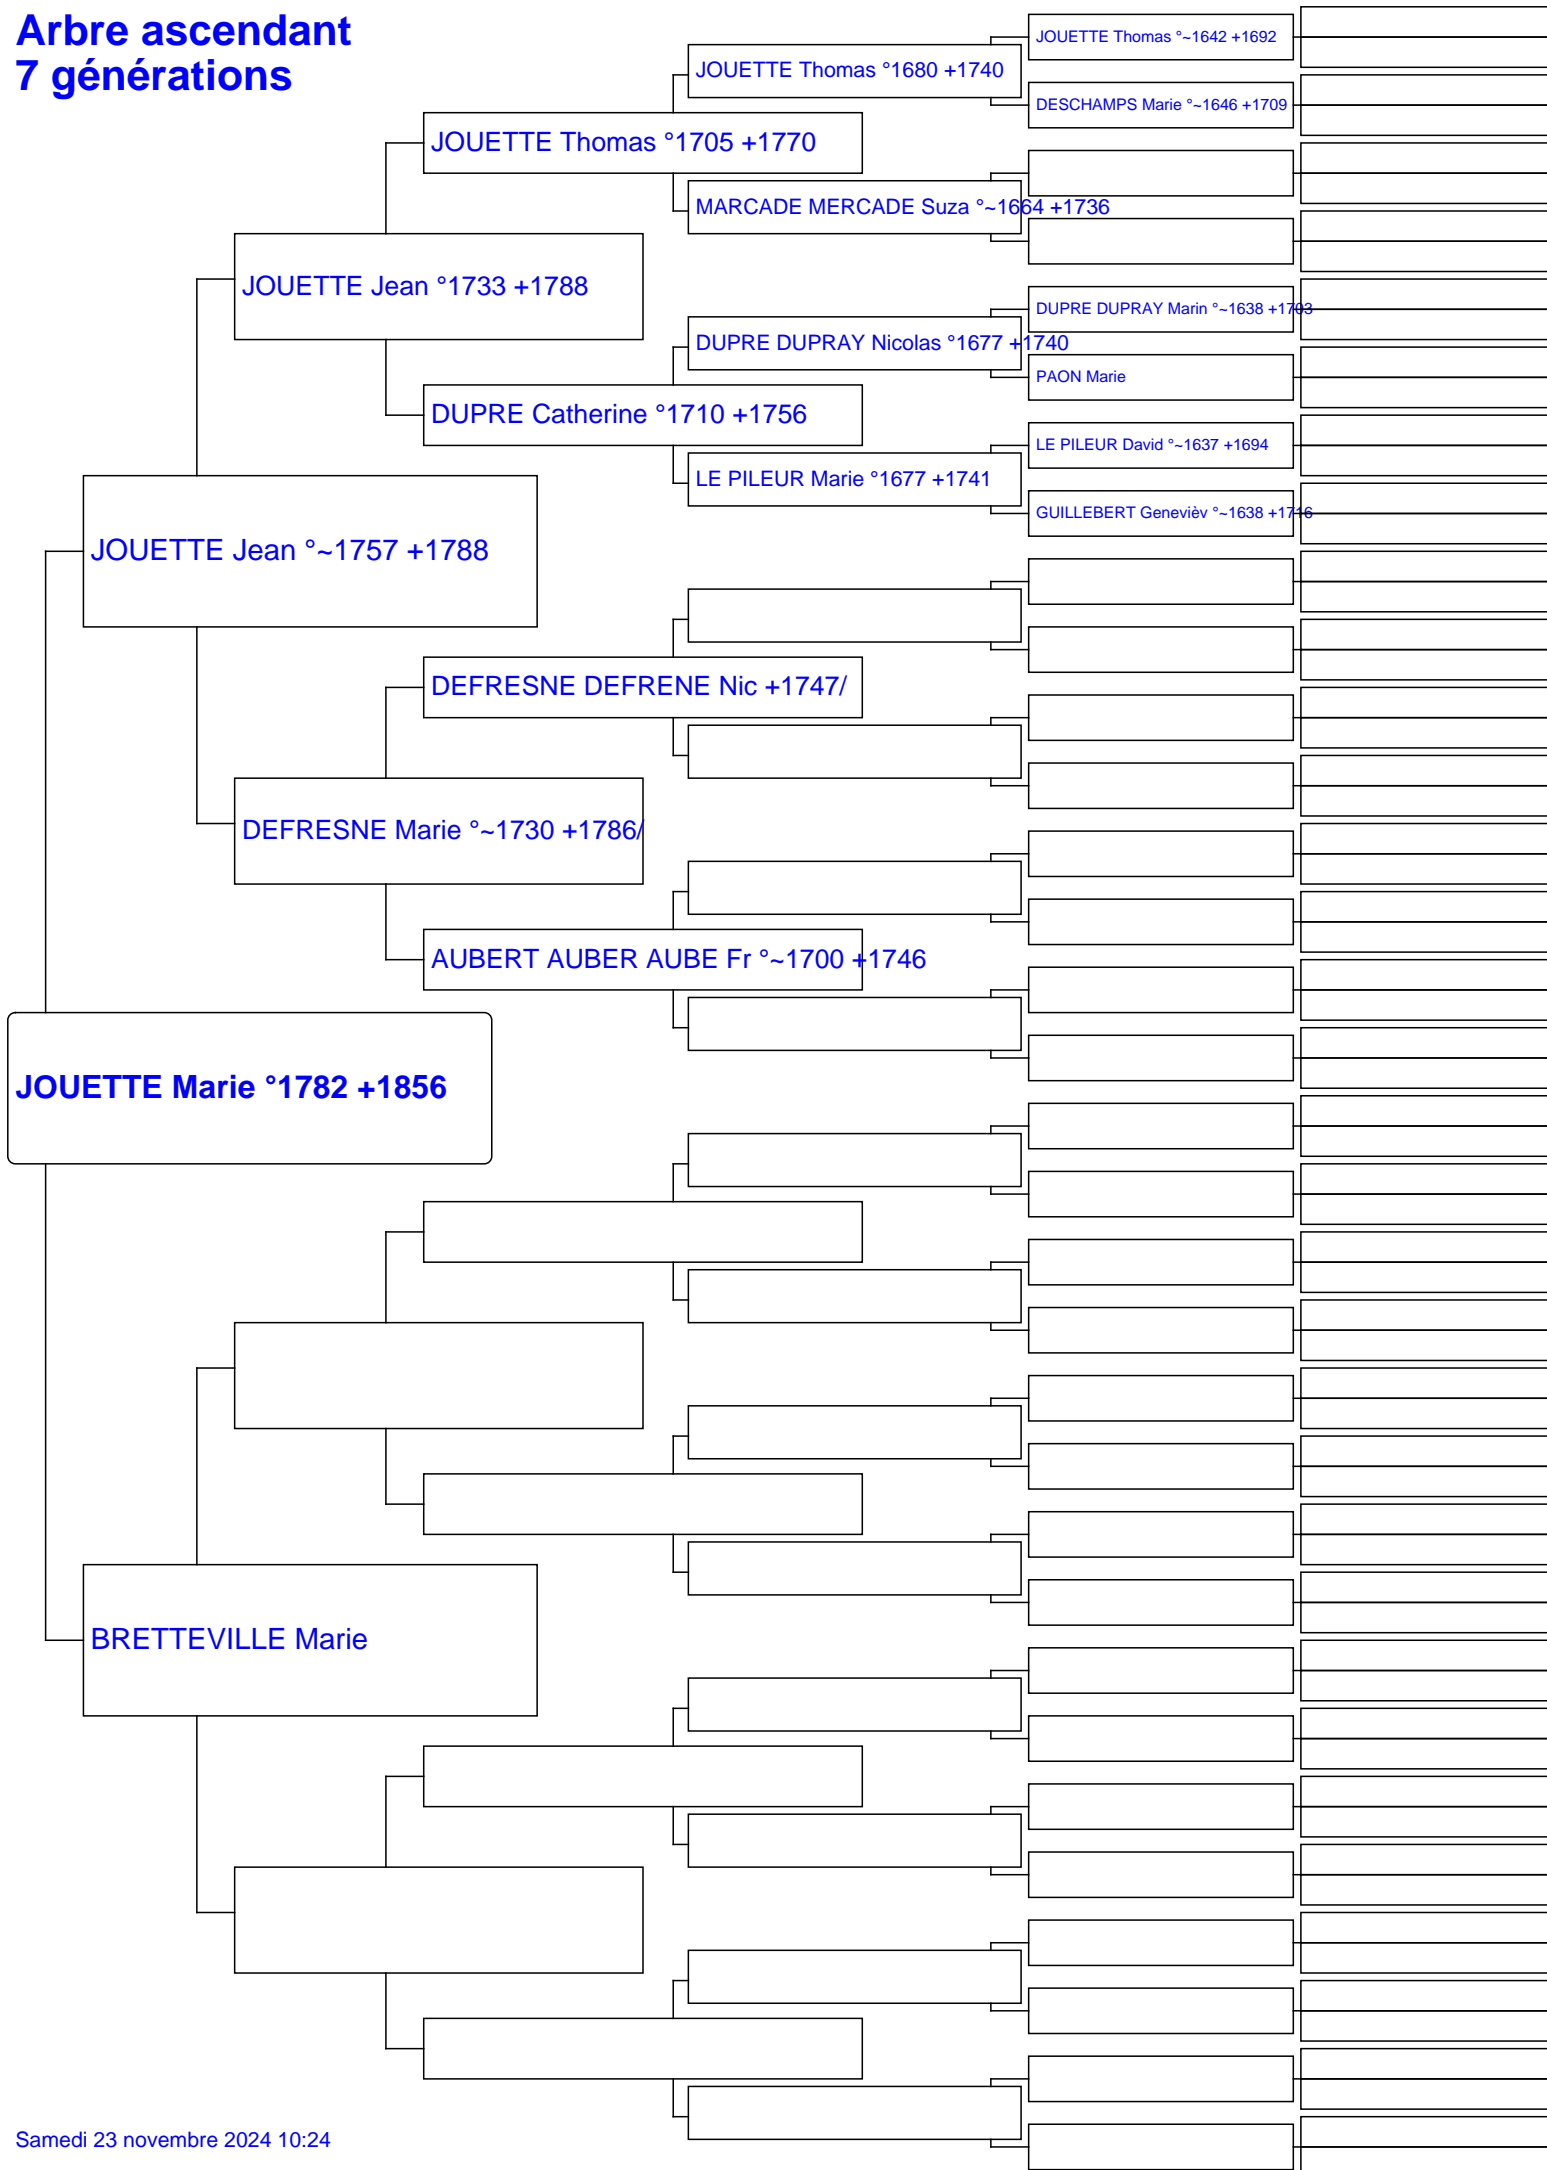 Arbre ascendant
7 générations
JOUETTE Thomas °~1642 +1692
JOUETTE Thomas °1680 +1740
DESCHAMPS Marie °~1646 +1709
JOUETTE Thomas °1705 +1770
MARCADE MERCADE Suza °~1664 +1736
JOUETTE Jean °1733 +1788
DUPRE DUPRAY Marin °~1638 +1703
DUPRE DUPRAY Nicolas °1677 +1740
PAON Marie
DUPRE Catherine °1710 +1756
LE PILEUR David °~1637 +1694
LE PILEUR Marie °1677 +1741
GUILLEBERT Genevièv °~1638 +1716
JOUETTE Jean °~1757 +1788
DEFRESNE DEFRENE Nic +1747/
DEFRESNE Marie °~1730 +1786/
AUBERT AUBER AUBE Fr °~1700 +1746
JOUETTE Marie °1782 +1856
BRETTEVILLE Marie
Samedi 23 novembre 2024 10:24